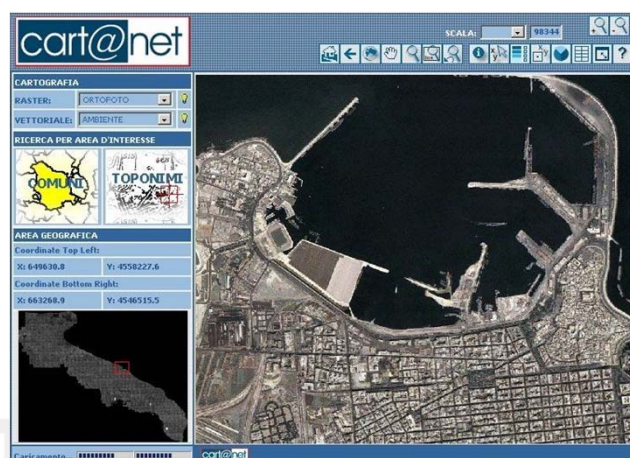 cart@net
SCALA: 98344
CARTOGRAFIA
RASTER: ORTOFOTO
VETTORIALE: AMBIENTE
RICERCA PER AREA D'INTERESSE
COMUNI TOPONIMI
AREA GEOGRAFICA
Coordinate Top Left:
X: 649630.8 Y: 4558227.6
Coordinate Bottom Right:
X: 663268.9 Y: 4546515.5
Caricamento...
cart@net